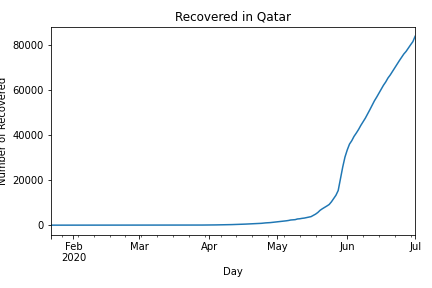 Recovered in Qatar
Number of Recovered
80000
60000
40000
20000
0
Feb
2020
Mar
Apr
May
Jun
Jul
Day